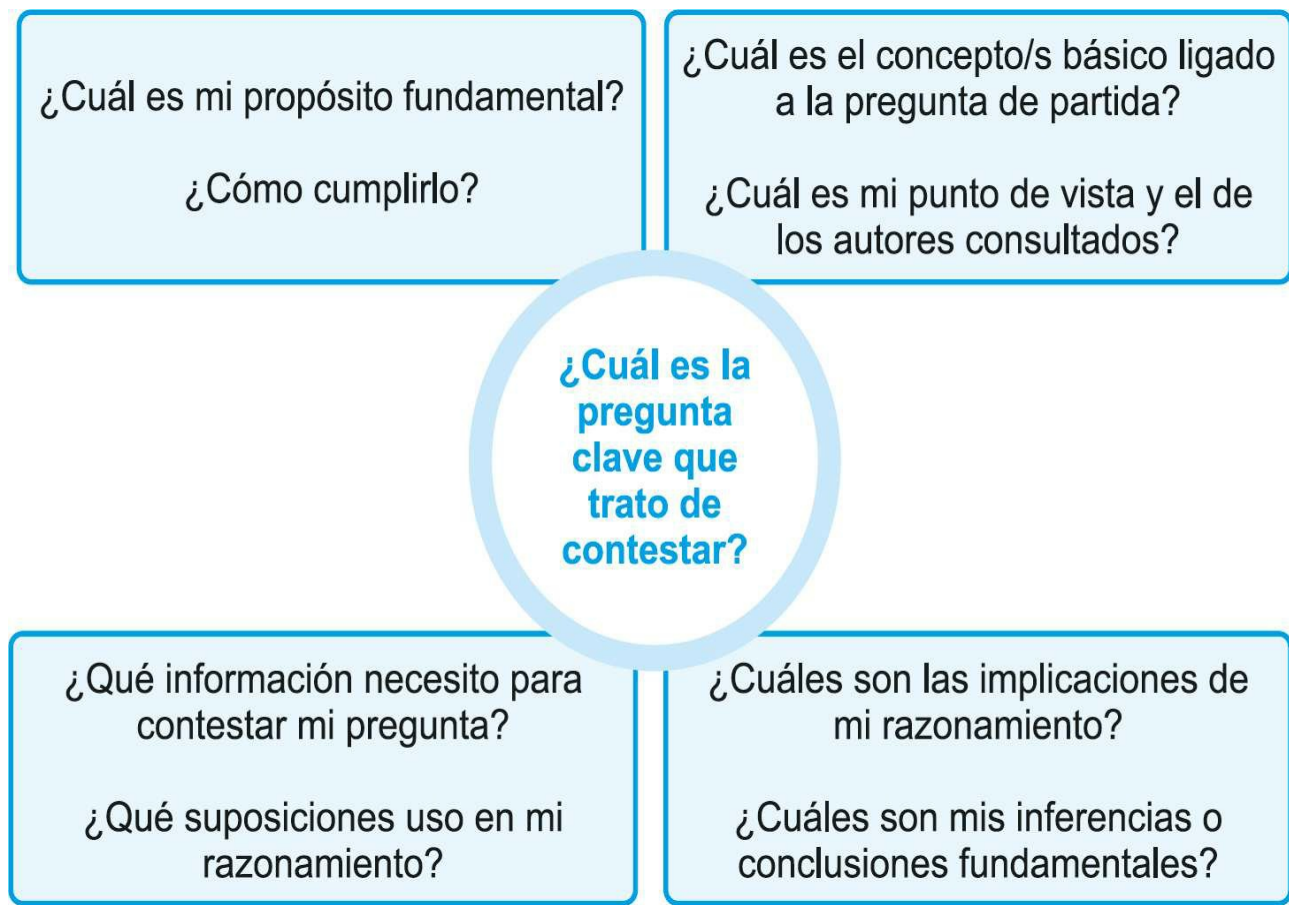 ¿Cuál es mi propósito fundamental?
¿Cómo cumplirlo?
¿Cuál es el concepto/s básico ligado
a la pregunta de partida?
¿Cuál es mi punto de vista y el de
los autores consultados?
¿Cuál es la
pregunta
clave que
trato de
contestar?
¿Qué información necesito para
contestar mi pregunta?
¿Qué suposiciones uso en mi
razonamiento?
¿Cuáles son las implicaciones de
mi razonamiento?
¿Cuáles son mis inferencias o
conclusiones fundamentales?